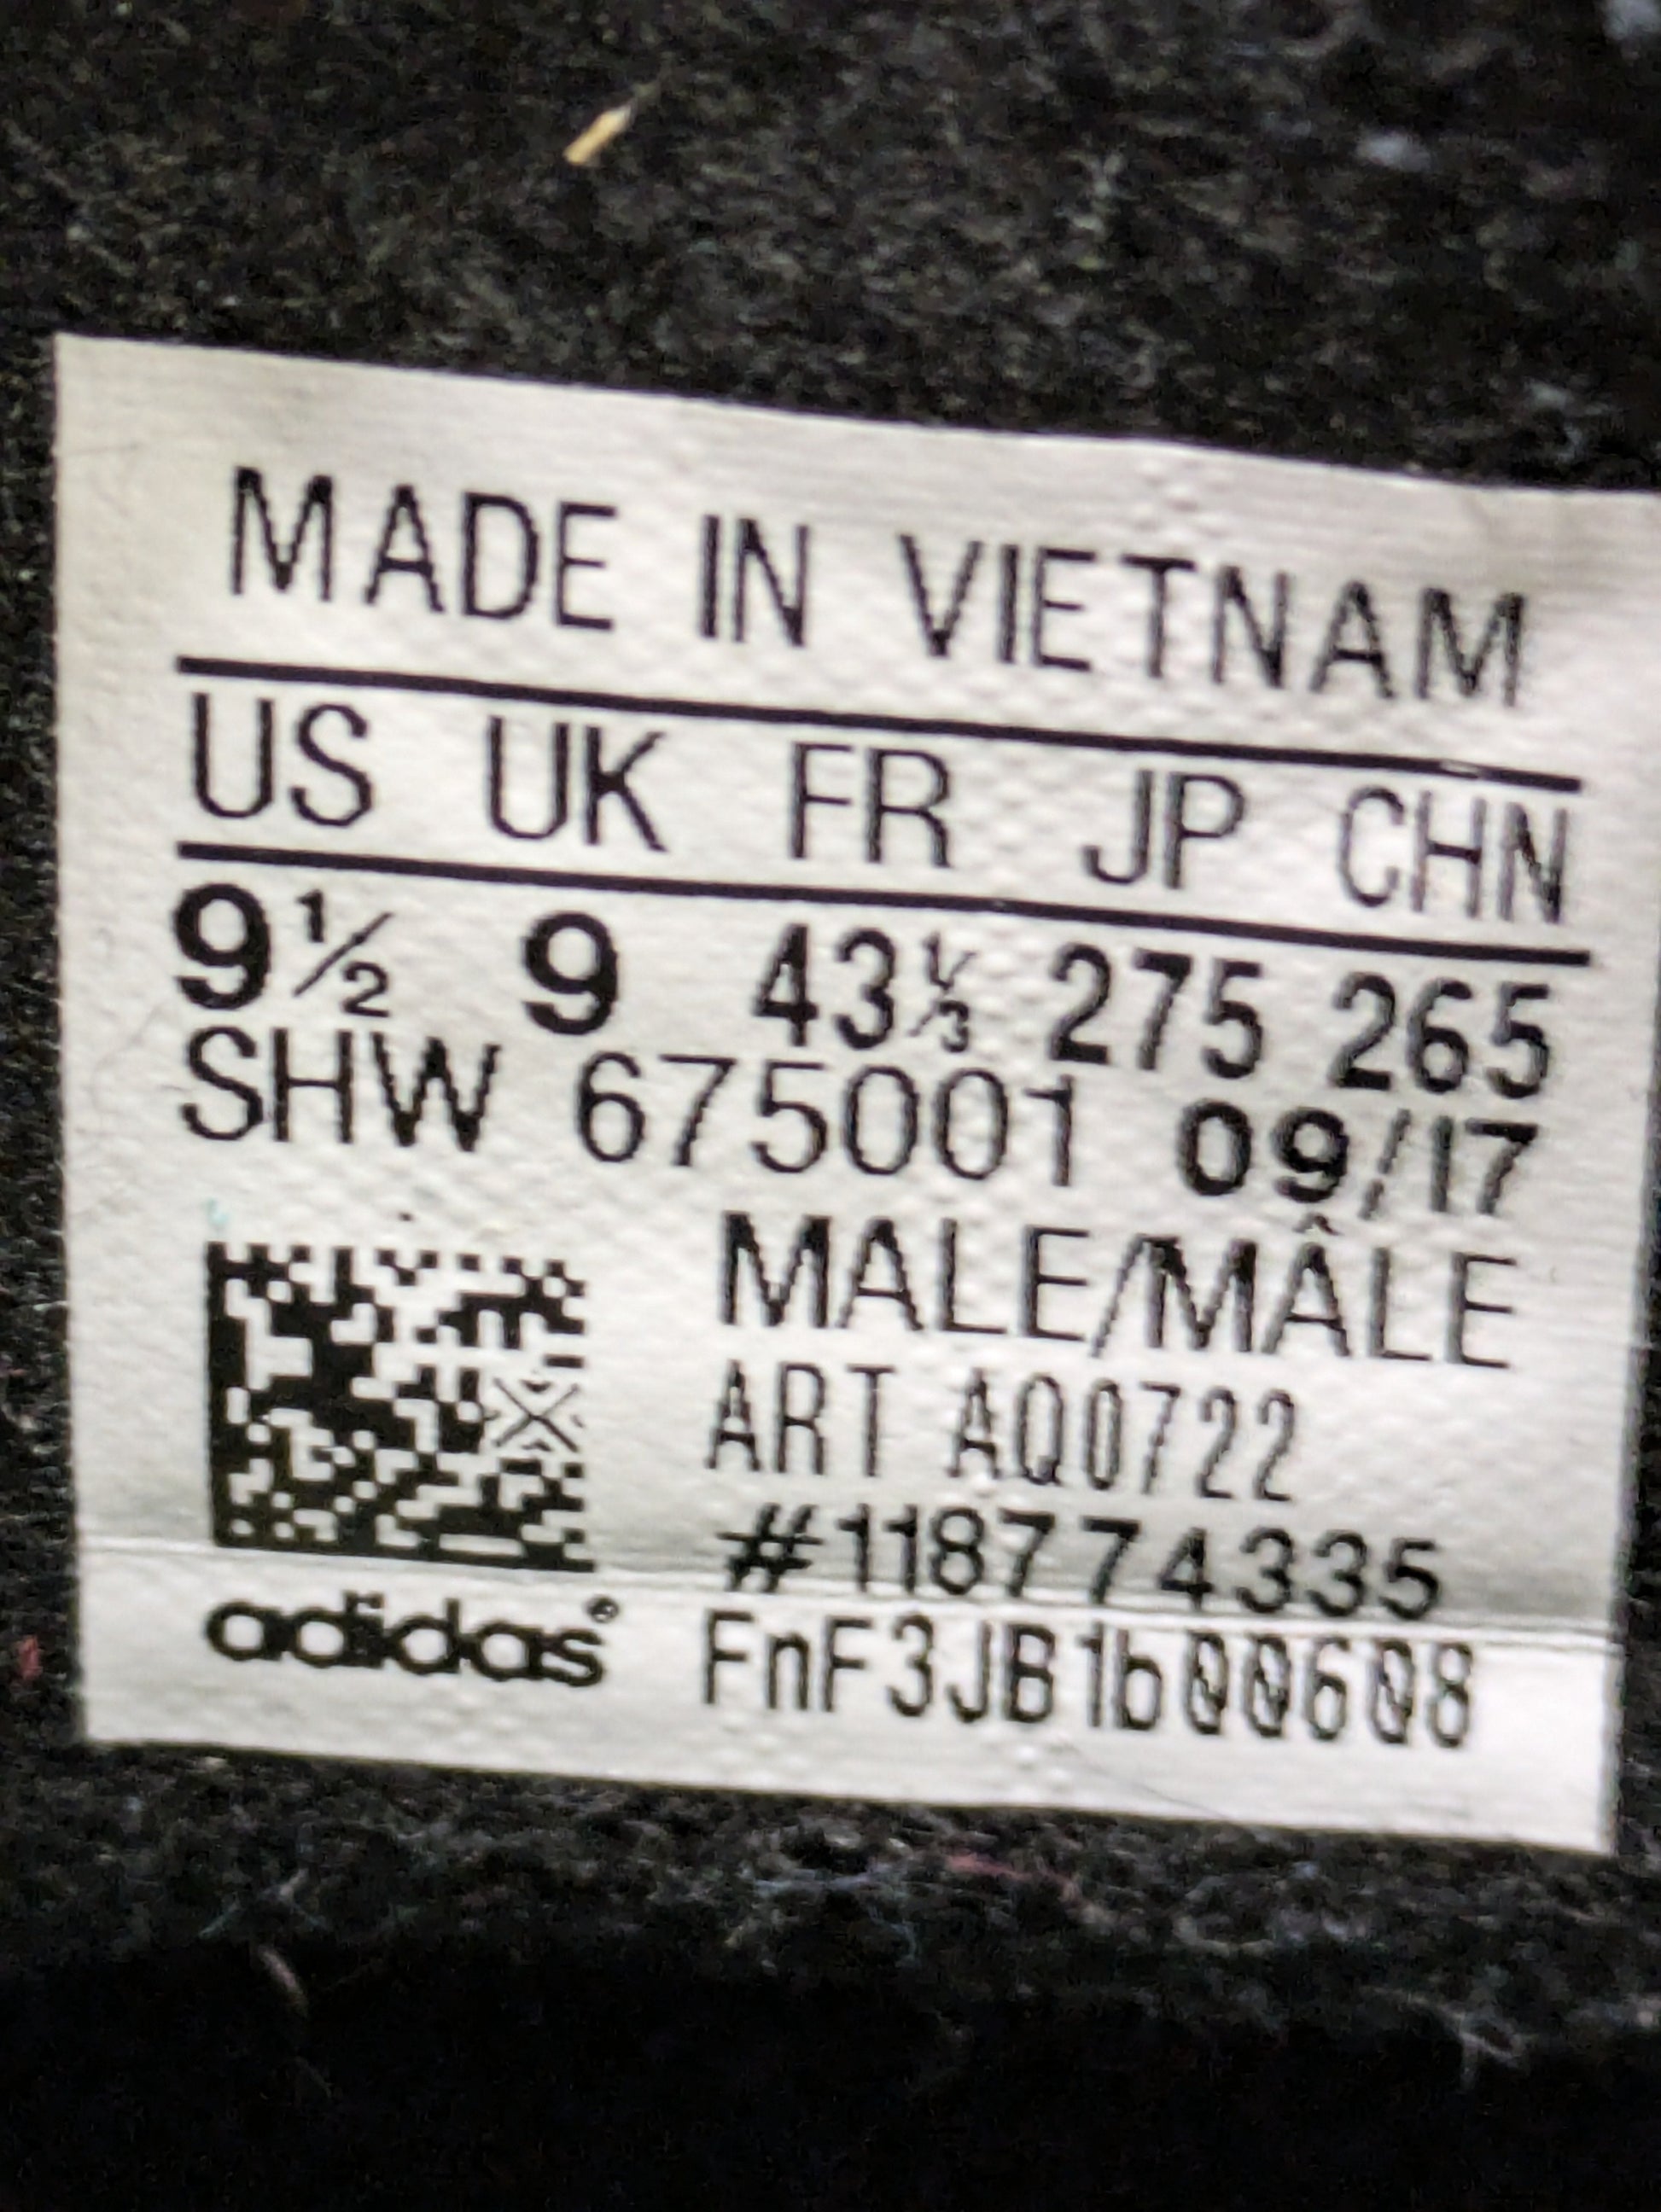 MADE IN VIETNAM
US UK FR JP CHN
9½ 9 43⅓ 275 265
SHW 675001 09/17
MALE/MÂLE
ART AQ0722
#118774335
adidas® FnF3JB1b00608